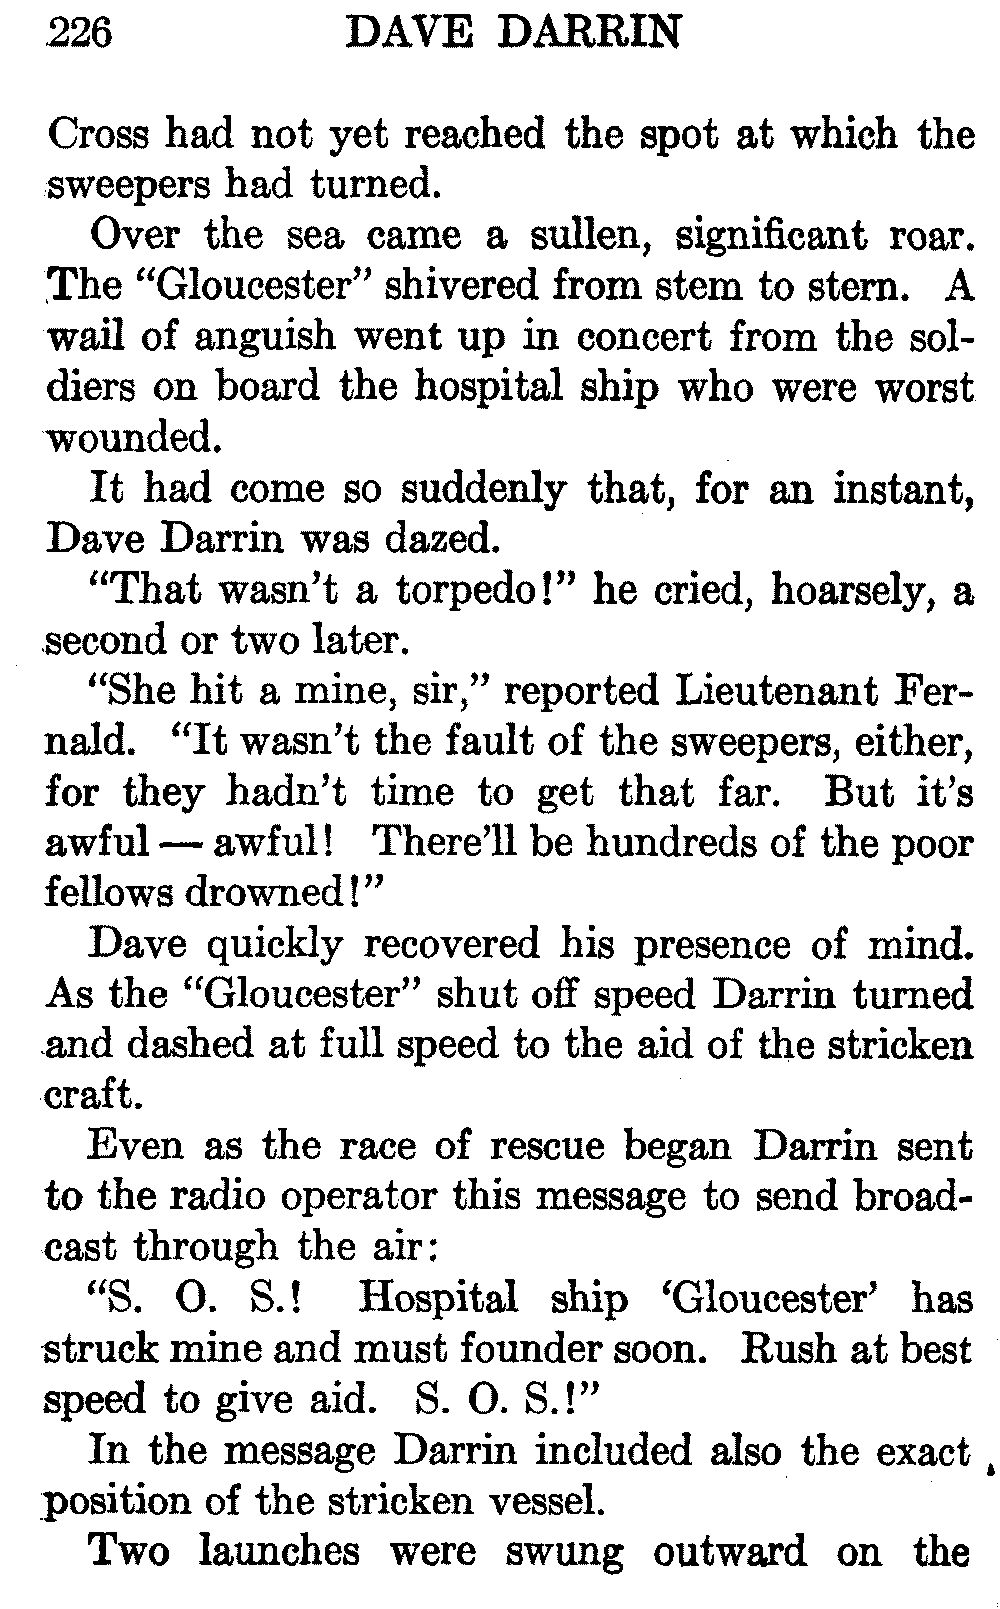 226 DAVE DARRIN
Cross had not yet reached the spot at which the
sweepers had turned.
Over the sea came a sullen, significant roar.
The “Gloucester” shivered from stem to stern. A
wail of anguish went up in concert from the sol-
diers on board the hospital ship who were worst
wounded.
It had come so suddenly that, for an instant,
Dave Darrin was dazed.
“That wasn't a torpedo!” he cried, hoarsely, a
second or two later.
“She hit a mine, sir,” reported Lieutenant Fer-
nald. “It wasn't the fault of the sweepers, either,
for they hadn't time to get that far. But it's
awful — awful! There'll be hundreds of the poor
fellows drowned!”
Dave quickly recovered his presence of mind.
As the “Gloucester” shut off speed Darrin turned
and dashed at full speed to the aid of the stricken
craft.
Even as the race of rescue began Darrin sent
to the radio operator this message to send broad-
cast through the air:
“S. O. S.! Hospital ship ‘Gloucester’ has
struck mine and must founder soon. Rush at best
speed to give aid. S. O. S.!”
In the message Darrin included also the exact
position of the stricken vessel.
Two launches were swung outward on the